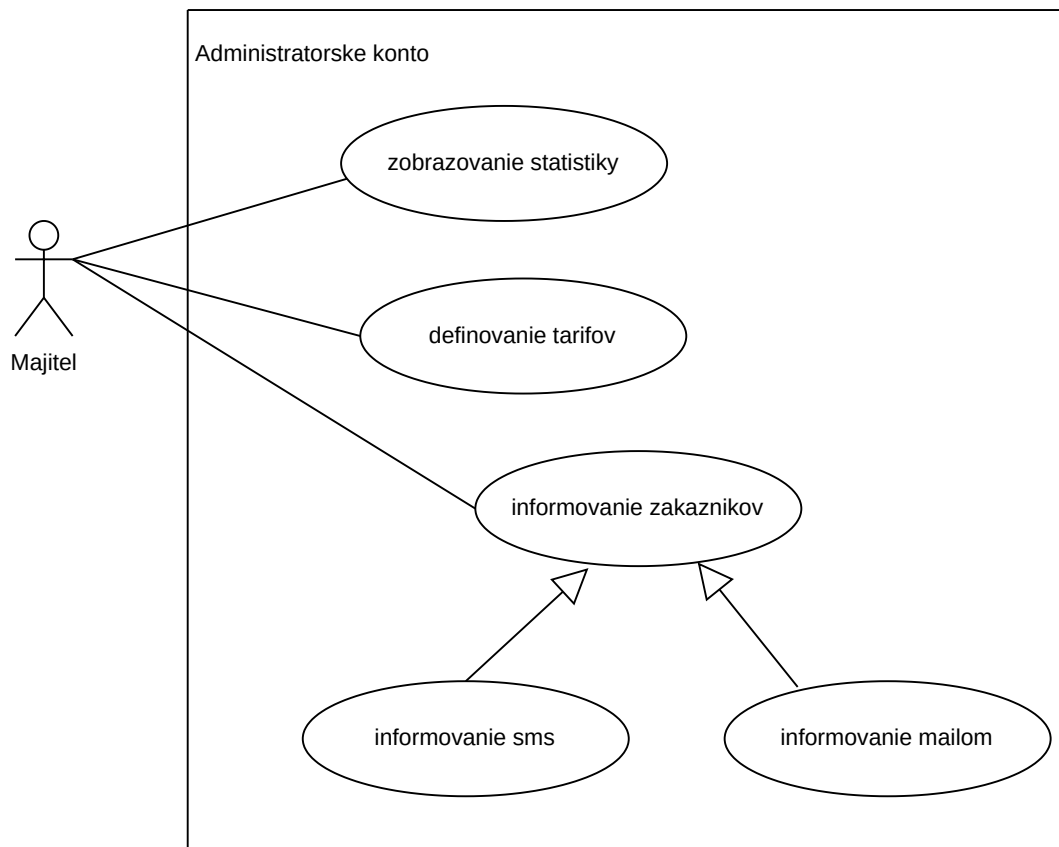 Administratorske konto
zobrazovanie statistiky
definovanie tarifov
Majitel
informovanie zakaznikov
informovanie sms
informovanie mailom